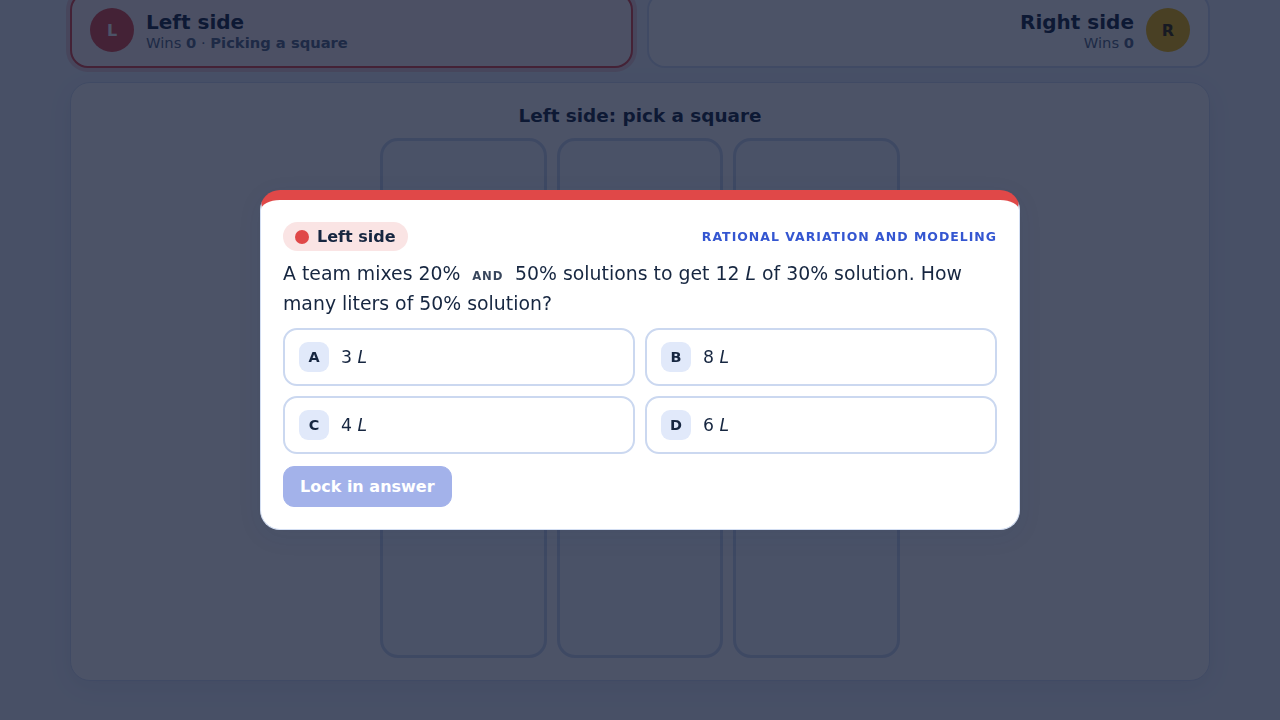 L
Left side
Wins 0 · Picking a square
Right side
Wins 0
R
Left side: pick a square
Left side
RATIONAL VARIATION AND MODELING
A team mixes 20% AND 50% solutions to get 12 L of 30% solution. How
many liters of 50% solution?
A 3 L
B 8 L
C 4 L
D 6 L
Lock in answer